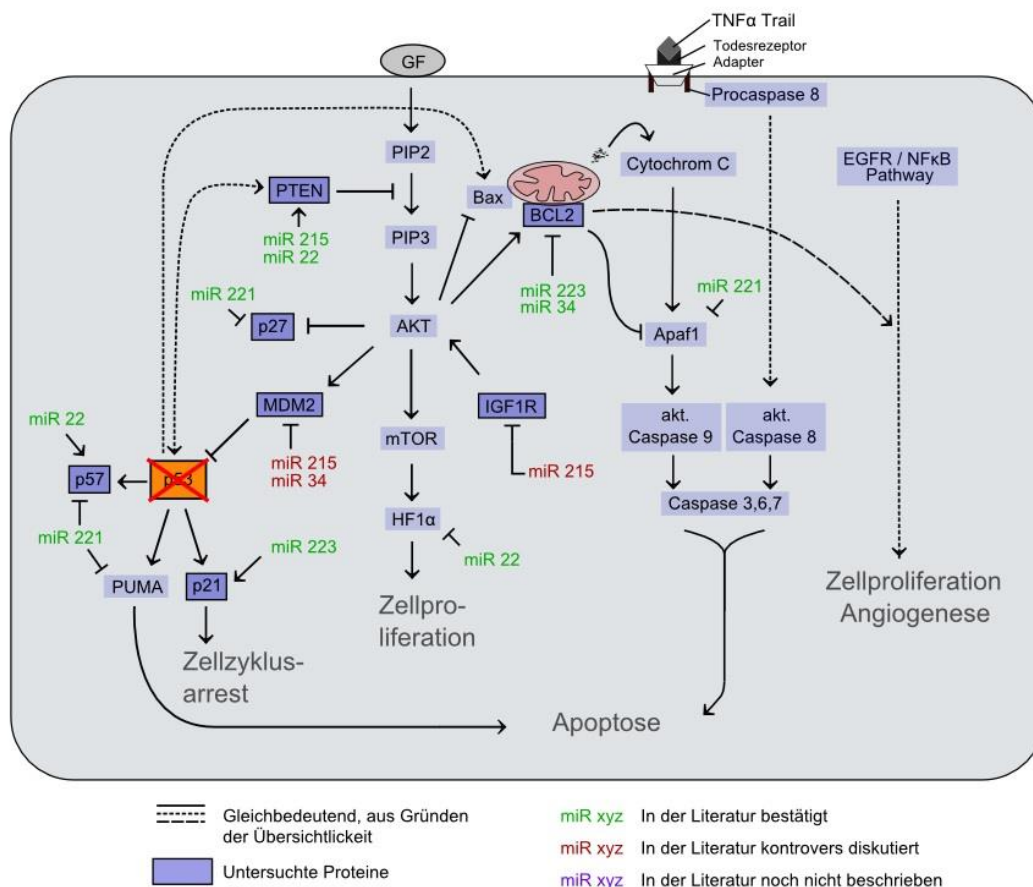 TNFα Trail
Todesrezeptor
Adapter
GF
Procaspase 8
PIP2
Cytochrom C
EGFR / NFκB
Pathway
PTEN
Bax
BCL2
miR 215
miR 22
PIP3
miR 223
miR 34
miR 221
miR 221
p27
AKT
Apaf1
MDM2
IGF1R
miR 22
mTOR
akt.
Caspase 9
akt.
Caspase 8
miR 215
miR 34
miR 215
p57
p53
Caspase 3,6,7
HF1α
miR 221
miR 223
miR 22
PUMA
p21
Zellpro-
liferation
Zellproliferation
Angiogenese
Zellzyklus-
arrest
Apoptose
Gleichbedeutend, aus Gründen
der Übersichtlickeit
Untersuchte Proteine
miR xyz In der Literatur bestätigt
miR xyz In der Literatur kontrovers diskutiert
miR xyz In der Literatur noch nicht beschrieben